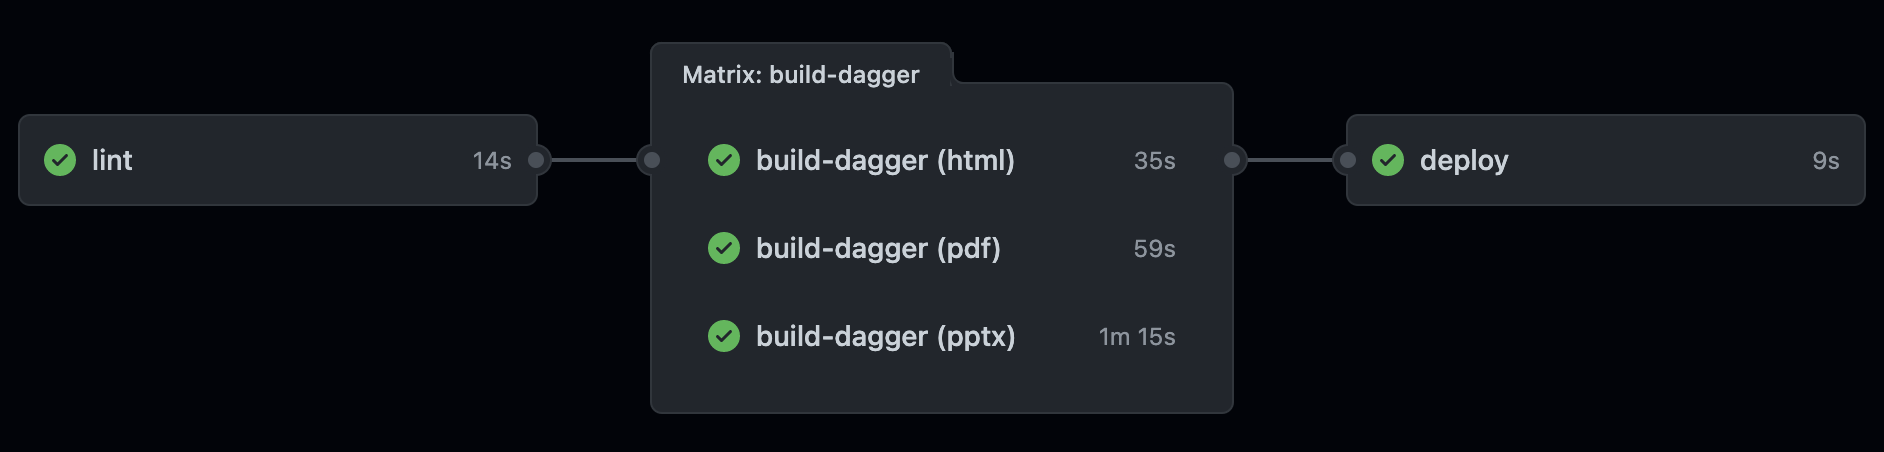 Matrix: build-dagger
lint 14s
build-dagger (html) 35s
deploy 9s
build-dagger (pdf) 59s
build-dagger (pptx) 1m 15s